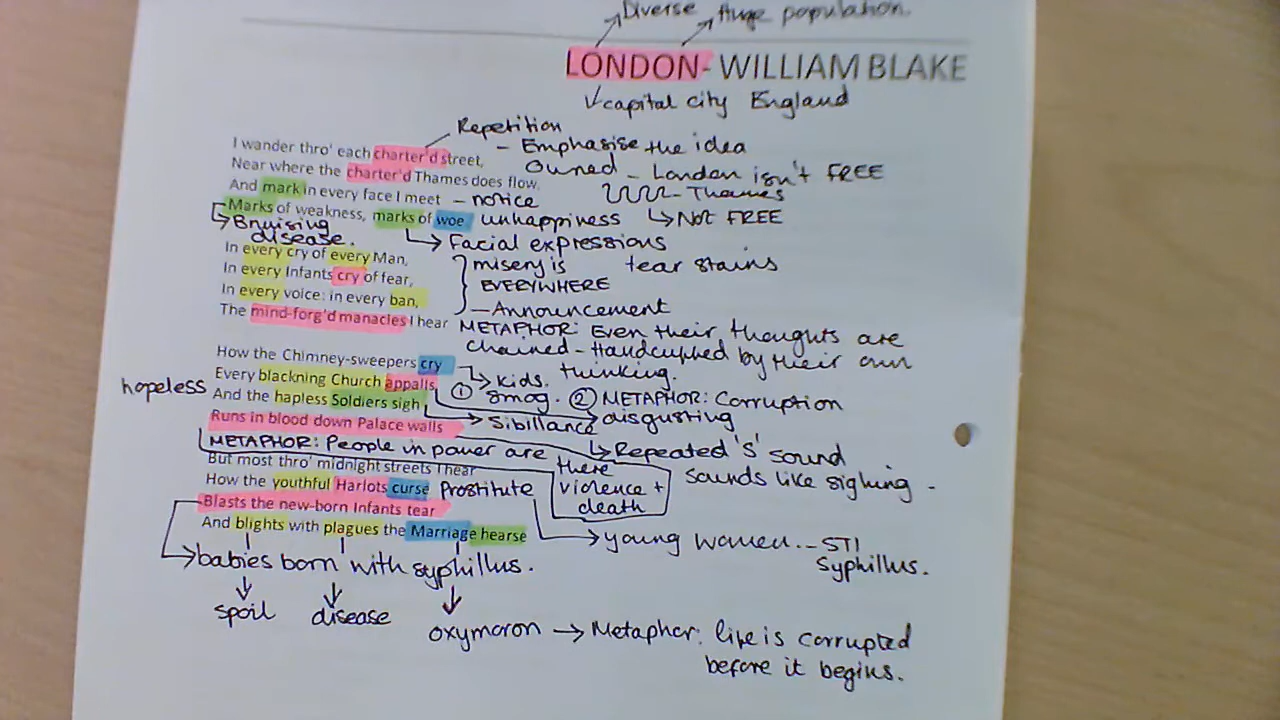 Diverse Huge population
LONDON- WILLIAM BLAKE
capital city England
Repetition
I wander thro' each charter'd street, - Emphasise the idea
Near where the charter'd Thames does flow. Owned - London isn't FREE
And mark in every face I meet - notice - Thames
Marks of weakness, marks of woe. unhappiness Not FREE
Bruising
disease. Facial expressions
In every cry of every Man, misery is tear stains
In every Infants cry of fear, EVERYWHERE
In every voice: in every ban, - Announcement
The mind-forg'd manacles I hear METAPHOR: Even their thoughts are
chained - Handcuffed by their own
How the Chimney-sweepers cry Kids. thinking.
hopeless Every blackning Church appalls, ① smog. ② METAPHOR: Corruption
And the hapless Soldiers sigh disgusting
Runs in blood down Palace walls Sibillance
METAPHOR: People in power are Repeated 's' sound
But most thro' midnight streets I hear there sounds like sighing -
How the youthful Harlots curse Prostitute violence +
death
Blasts the new-born Infants tear
And blights with plagues the Marriage hearse young women - STI
babies born with syphillus. Syphillus.
spoil disease oxymoron → Metaphor: life is corrupted
before it begins.